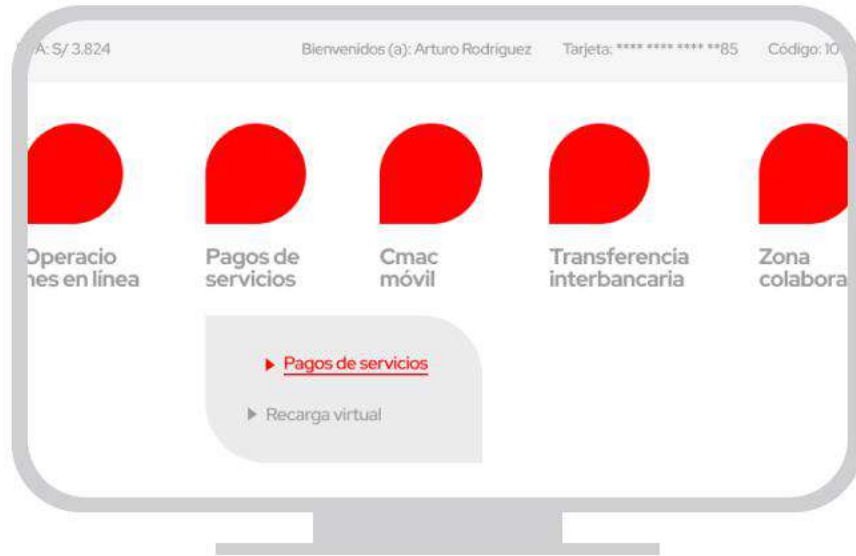 A: S/ 3.824
Bienvenidos (a): Arturo Rodriguez
Tarjeta: **** **** **** **85
Código: 10
Operacio
nes en línea
Pagos de
servicios
Cmac
móvil
Transferencia
interbancaria
Zona
colabora
Pagos de servicios
Recarga virtual